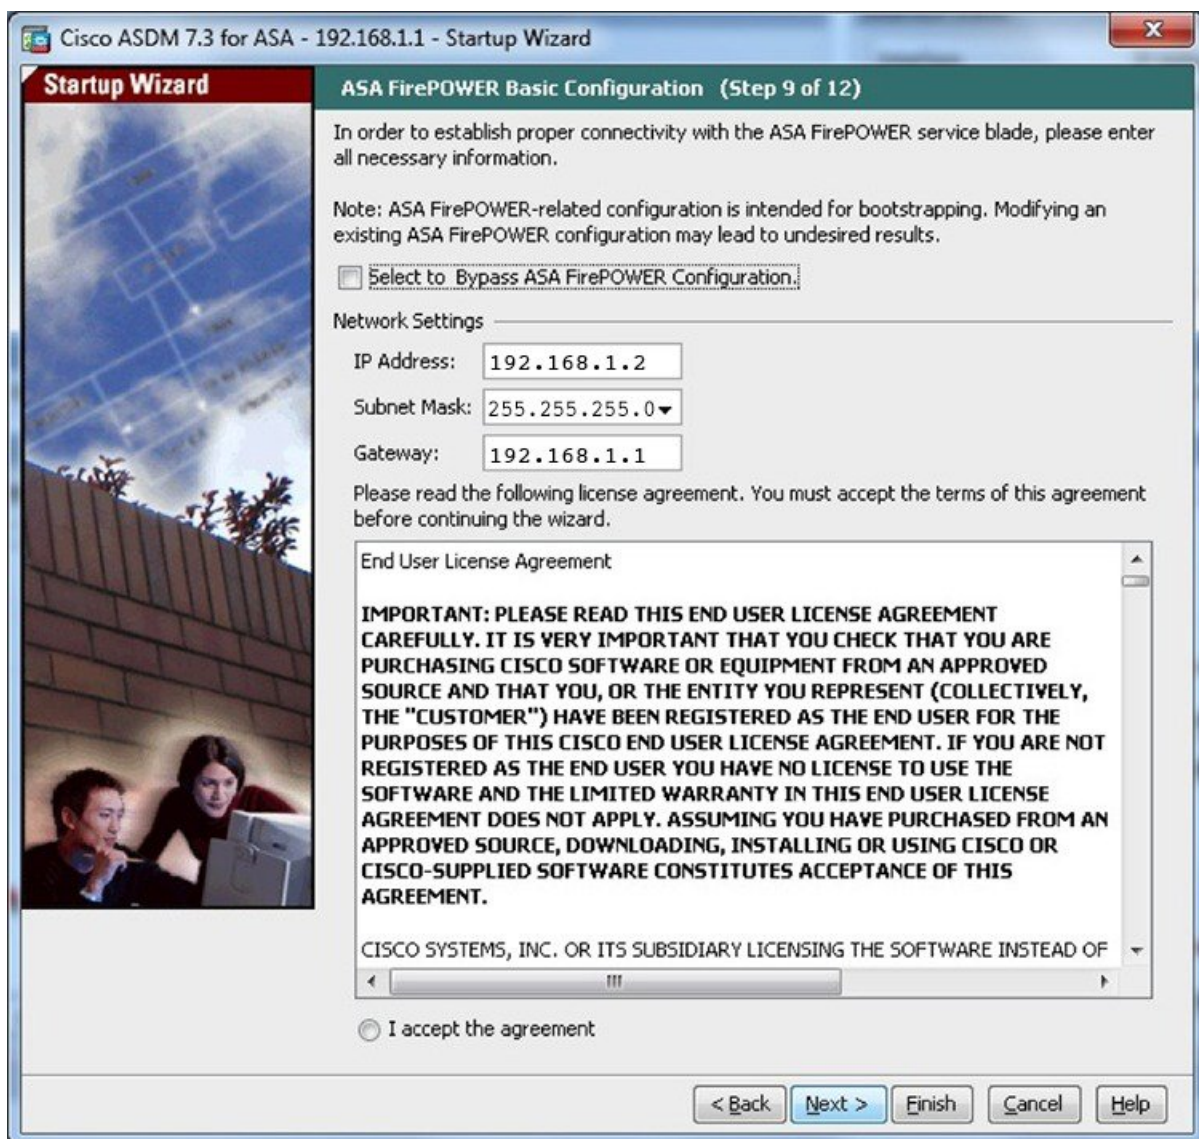 Cisco ASDM 7.3 for ASA - 192.168.1.1 - Startup Wizard
Startup Wizard
ASA FirePOWER Basic Configuration (Step 9 of 12)
In order to establish proper connectivity with the ASA FirePOWER service blade, please enter
all necessary information.
Note: ASA FirePOWER-related configuration is intended for bootstrapping. Modifying an
existing ASA FirePOWER configuration may lead to undesired results.
Select to Bypass ASA FirePOWER Configuration.
Network Settings
IP Address: 192.168.1.2
Subnet Mask: 255.255.255.0
Gateway: 192.168.1.1
Please read the following license agreement. You must accept the terms of this agreement
before continuing the wizard.
End User License Agreement
IMPORTANT: PLEASE READ THIS END USER LICENSE AGREEMENT
CAREFULLY. IT IS VERY IMPORTANT THAT YOU CHECK THAT YOU ARE
PURCHASING CISCO SOFTWARE OR EQUIPMENT FROM AN APPROVED
SOURCE AND THAT YOU, OR THE ENTITY YOU REPRESENT (COLLECTIVELY,
THE "CUSTOMER") HAVE BEEN REGISTERED AS THE END USER FOR THE
PURPOSES OF THIS CISCO END USER LICENSE AGREEMENT. IF YOU ARE NOT
REGISTERED AS THE END USER YOU HAVE NO LICENSE TO USE THE
SOFTWARE AND THE LIMITED WARRANTY IN THIS END USER LICENSE
AGREEMENT DOES NOT APPLY. ASSUMING YOU HAVE PURCHASED FROM AN
APPROVED SOURCE, DOWNLOADING, INSTALLING OR USING CISCO OR
CISCO-SUPPLIED SOFTWARE CONSTITUTES ACCEPTANCE OF THIS
AGREEMENT.
CISCO SYSTEMS, INC. OR ITS SUBSIDIARY LICENSING THE SOFTWARE INSTEAD OF
I accept the agreement
< Back Next > Finish Cancel Help